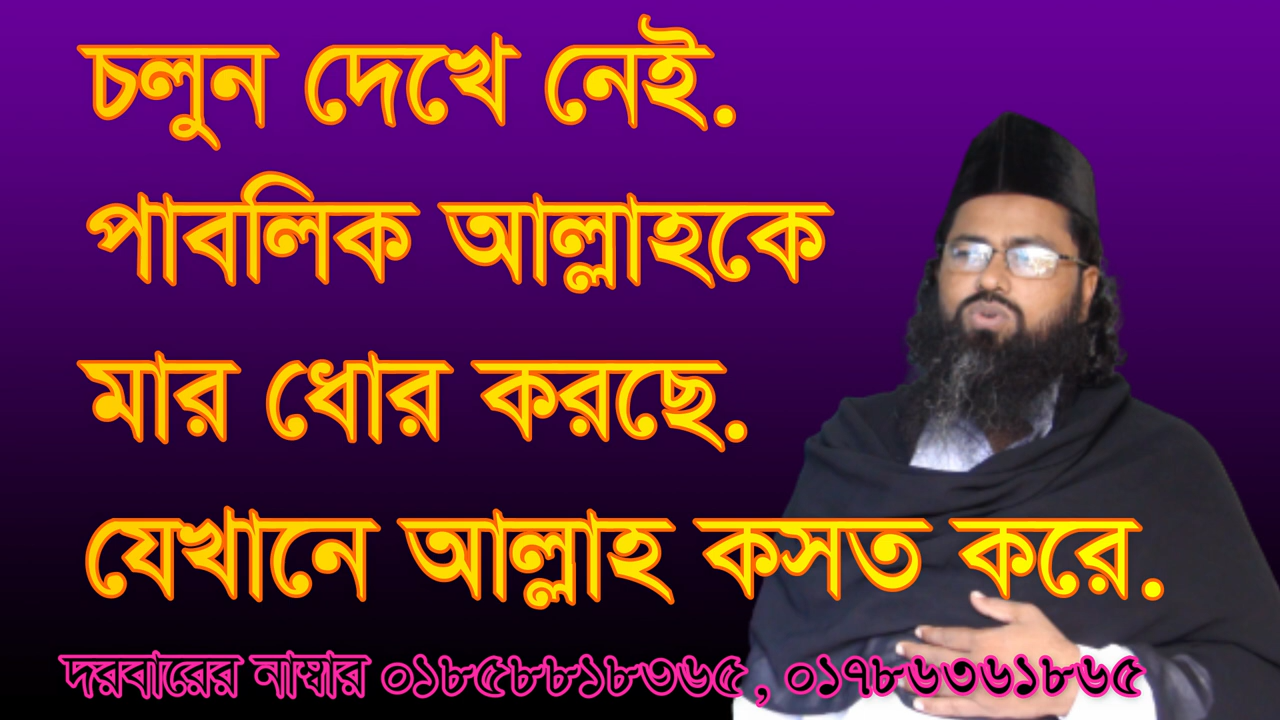 চলুন দেখে নেই.
পাবলিক আল্লাহকে
মার ধোর করছে.
যেখানে আল্লাহ কসত করে.
দরবারের নাম্বার ০১৮৫৮৮১৮৩৬৫, ০১৭৮৬৩৬১৮৬৫